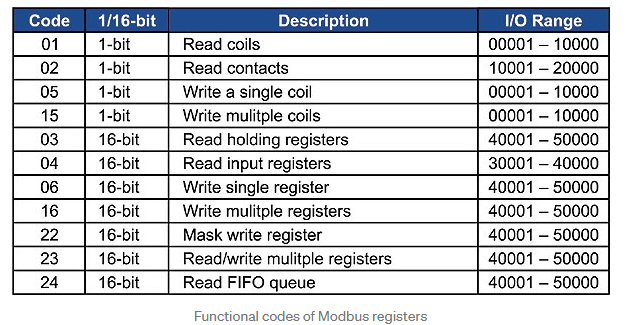 Code 1/16-bit Description I/O Range
01 1-bit Read coils 00001 – 10000
02 1-bit Read contacts 10001 – 20000
05 1-bit Write a single coil 00001 – 10000
15 1-bit Write mulitple coils 00001 – 10000
03 16-bit Read holding registers 40001 – 50000
04 16-bit Read input registers 30001 – 40000
06 16-bit Write single register 40001 – 50000
16 16-bit Write mulitple registers 40001 – 50000
22 16-bit Mask write register 40001 – 50000
23 16-bit Read/write mulitple registers 40001 – 50000
24 16-bit Read FIFO queue 40001 – 50000
Functional codes of Modbus registers